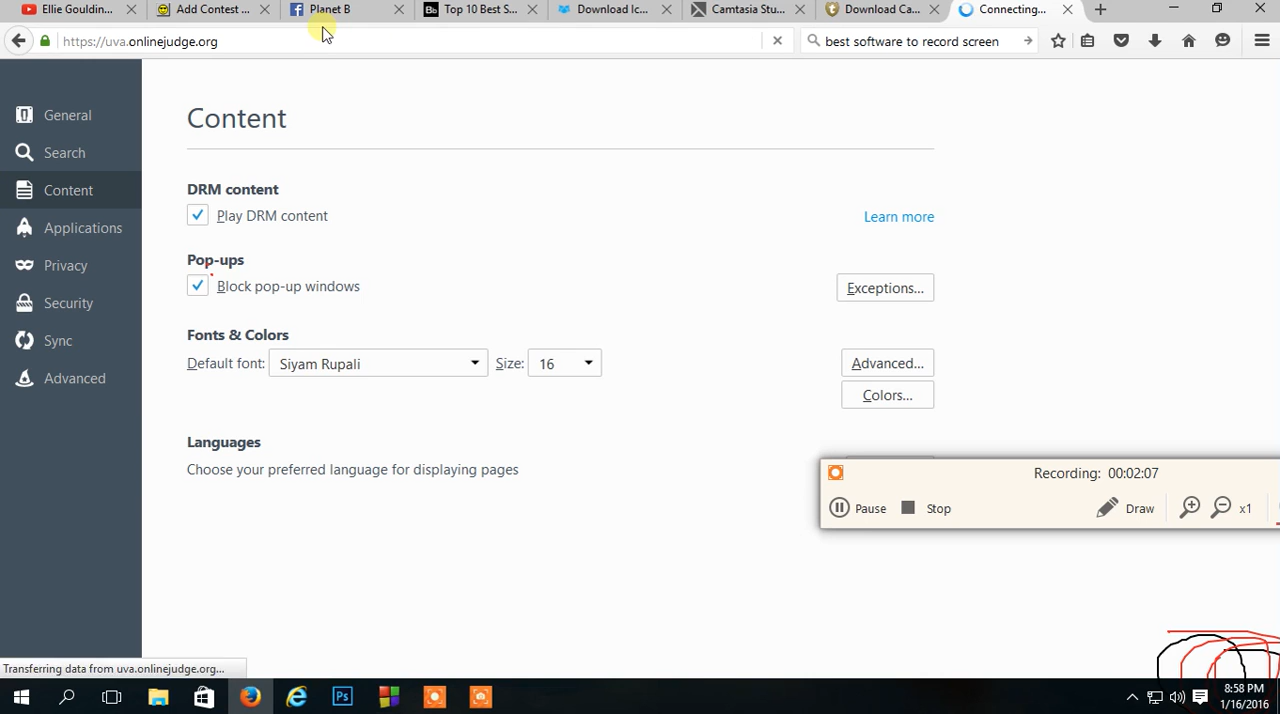 Ellie Gouldin...
Add Contest ...
Planet B
Top 10 Best S...
Download Ic...
Camtasia Stu...
Download Ca...
Connecting...
https://uva.onlinejudge.org
best software to record screen
General
Search
Content
Applications
Privacy
Security
Sync
Advanced
Content
DRM content
Play DRM content
Learn more
Pop-ups
Block pop-up windows
Exceptions...
Fonts & Colors
Default font:
Siyam Rupali
Size:
16
Advanced...
Colors...
Languages
Choose your preferred language for displaying pages
Recording: 00:02:07
Pause
Stop
Draw
x1
Transferring data from uva.onlinejudge.org...
Ps
8:58 PM
1/16/2016